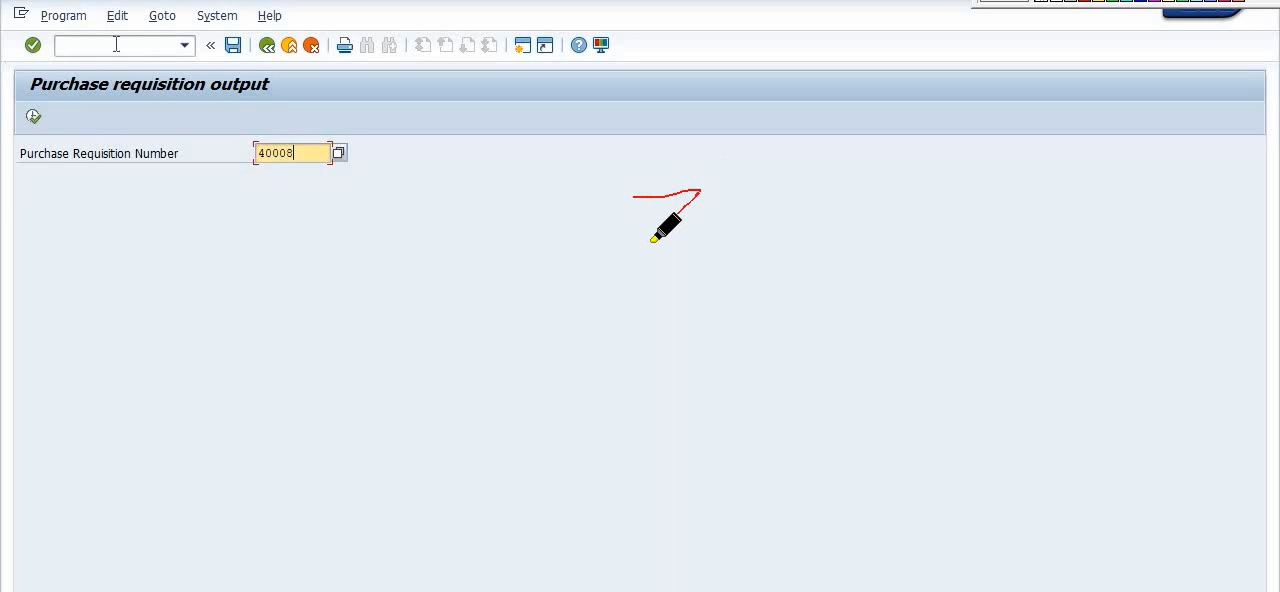 Program Edit Goto System Help
Purchase requisition output
Purchase Requisition Number 40008